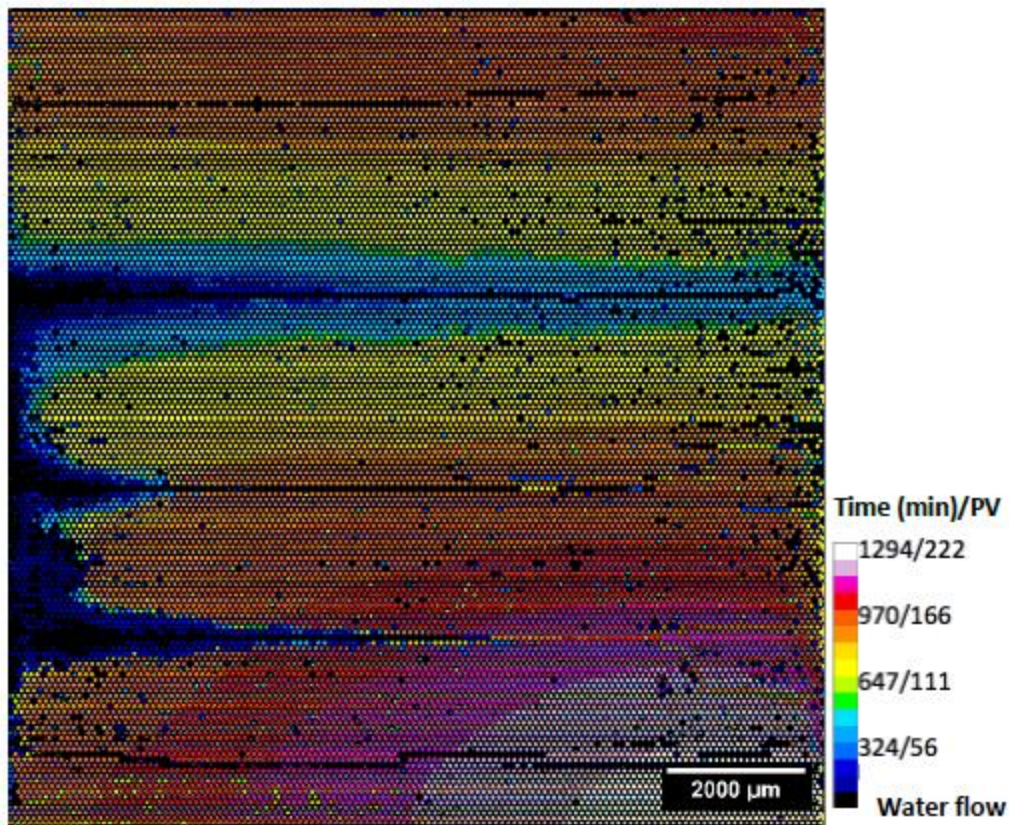 Time (min)/PV
1294/222
970/166
647/111
324/56
2000 µm
Water flow